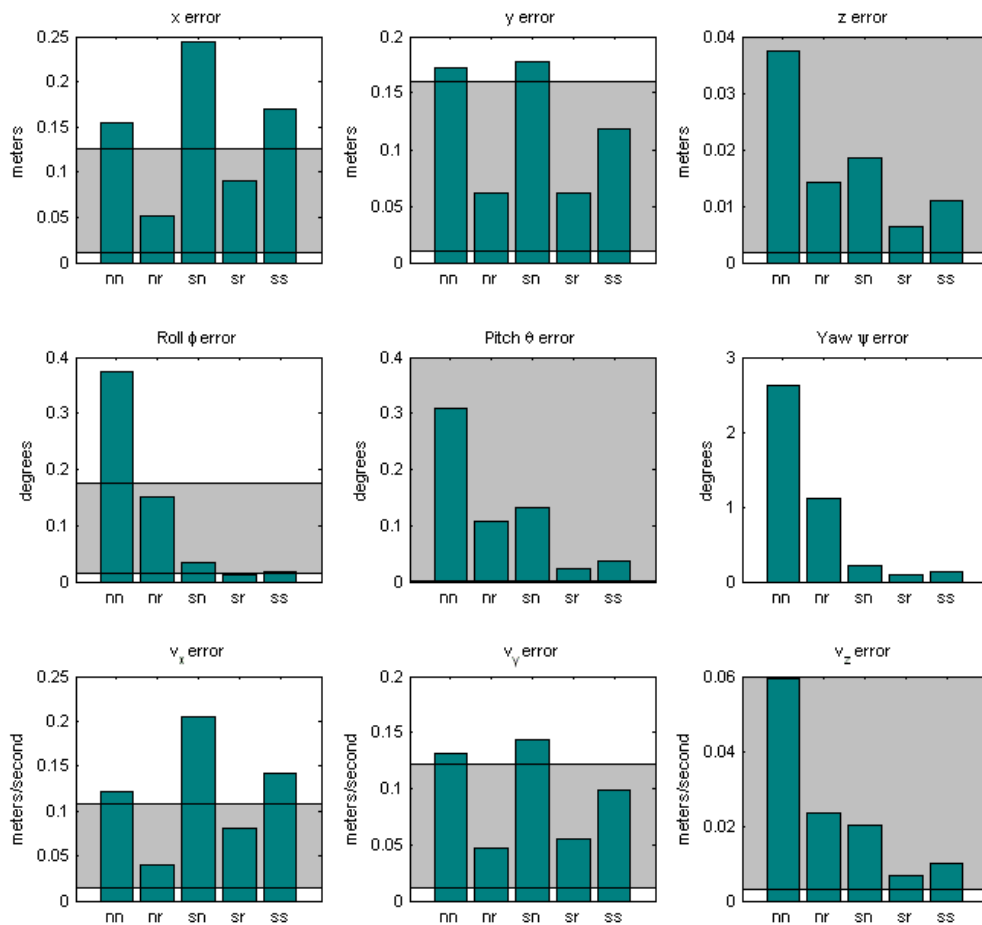 x error
y error
z error
0.25
0.2
0.15
0.1
0.05
0
meters
nn nr sn sr ss
0.2
0.15
0.1
0.05
0
meters
nn nr sn sr ss
0.04
0.03
0.02
0.01
0
meters
nn nr sn sr ss
Roll ϕ error
Pitch θ error
Yaw ψ error
0.4
0.3
0.2
0.1
0
degrees
nn nr sn sr ss
0.4
0.3
0.2
0.1
0
degrees
nn nr sn sr ss
3
2
1
0
degrees
nn nr sn sr ss
v_x error
v_y error
v_z error
0.25
0.2
0.15
0.1
0.05
0
meters/second
nn nr sn sr ss
0.2
0.15
0.1
0.05
0
meters/second
nn nr sn sr ss
0.06
0.04
0.02
0
meters/second
nn nr sn sr ss